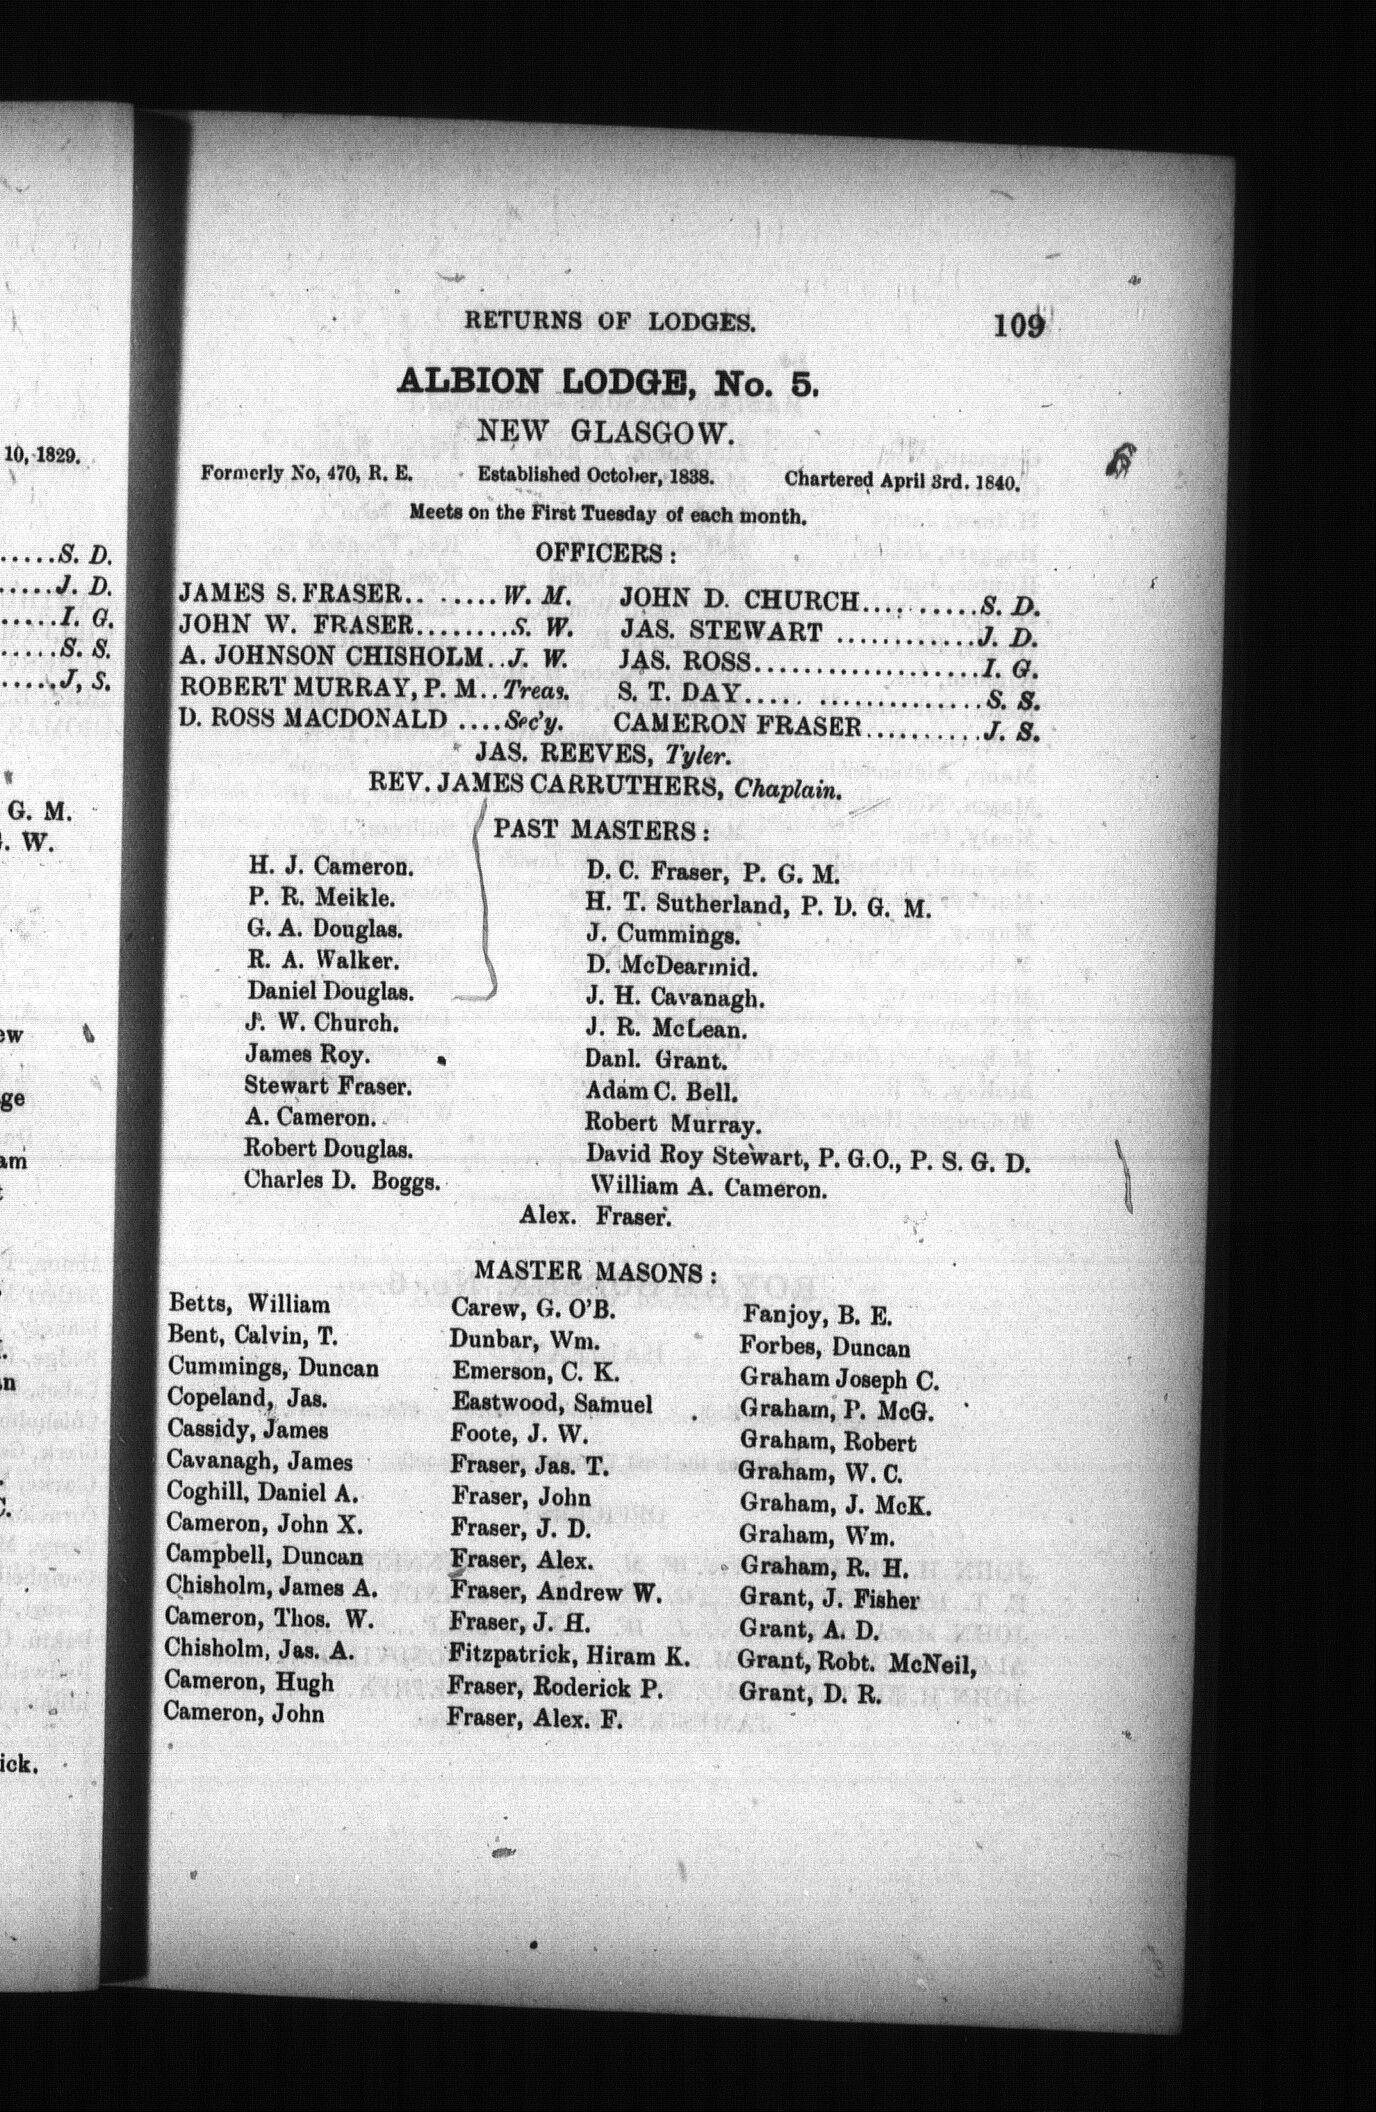 RETURNS OF LODGES. 109
ALBION LODGE, No. 5.
NEW GLASGOW.
Formerly No, 470, R. E. Established October, 1838. Chartered April 3rd. 1840.
Meets on the First Tuesday of each month.
OFFICERS:
JAMES S. FRASER.. ......W. M. JOHN D. CHURCH..........S. D.
JOHN W. FRASER........S. W. JAS. STEWART ............J. D.
A. JOHNSON CHISHOLM..J. W. JAS. ROSS...................I. G.
ROBERT MURRAY, P. M..Treas. S. T. DAY.... ..............S. S.
D. ROSS MACDONALD ....Sec'y. CAMERON FRASER..........J. S.
JAS. REEVES, Tyler.
REV. JAMES CARRUTHERS, Chaplain.
PAST MASTERS:
H. J. Cameron. D. C. Fraser, P. G. M.
P. R. Meikle. H. T. Sutherland, P. D. G. M.
G. A. Douglas. J. Cummings.
R. A. Walker. D. McDearmid.
Daniel Douglas. J. H. Cavanagh.
J. W. Church. J. R. McLean.
James Roy. Danl. Grant.
Stewart Fraser. Adam C. Bell.
A. Cameron. Robert Murray.
Robert Douglas. David Roy Stewart, P. G.O., P. S. G. D.
Charles D. Boggs. William A. Cameron.
Alex. Fraser.
MASTER MASONS:
Betts, William Carew, G. O'B. Fanjoy, B. E.
Bent, Calvin, T. Dunbar, Wm. Forbes, Duncan
Cummings, Duncan Emerson, C. K. Graham Joseph C.
Copeland, Jas. Eastwood, Samuel Graham, P. McG.
Cassidy, James Foote, J. W. Graham, Robert
Cavanagh, James Fraser, Jas. T. Graham, W. C.
Coghill, Daniel A. Fraser, John Graham, J. McK.
Cameron, John X. Fraser, J. D. Graham, Wm.
Campbell, Duncan Fraser, Alex. Graham, R. H.
Chisholm, James A. Fraser, Andrew W. Grant, J. Fisher
Cameron, Thos. W. Fraser, J. H. Grant, A. D.
Chisholm, Jas. A. Fitzpatrick, Hiram K. Grant, Robt. McNeil,
Cameron, Hugh Fraser, Roderick P. Grant, D. R.
Cameron, John Fraser, Alex. F.
10, 1829.
.....S. D.
.....J. D.
.....I. G.
.....S. S.
.....J, S.
G. M.
W.